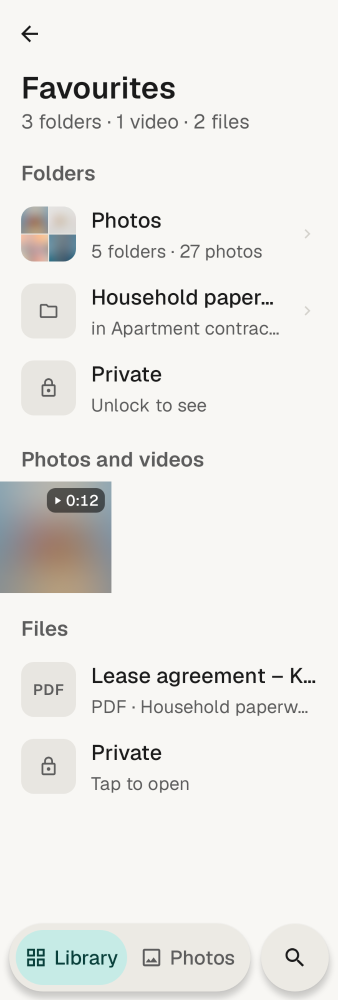 Favourites
3 folders · 1 video · 2 files
Folders
Photos
5 folders · 27 photos
Household paper…
in Apartment contrac…
Private
Unlock to see
Photos and videos
0:12
Files
PDF
Lease agreement – K…
PDF · Household paperw…
Private
Tap to open
Library
Photos